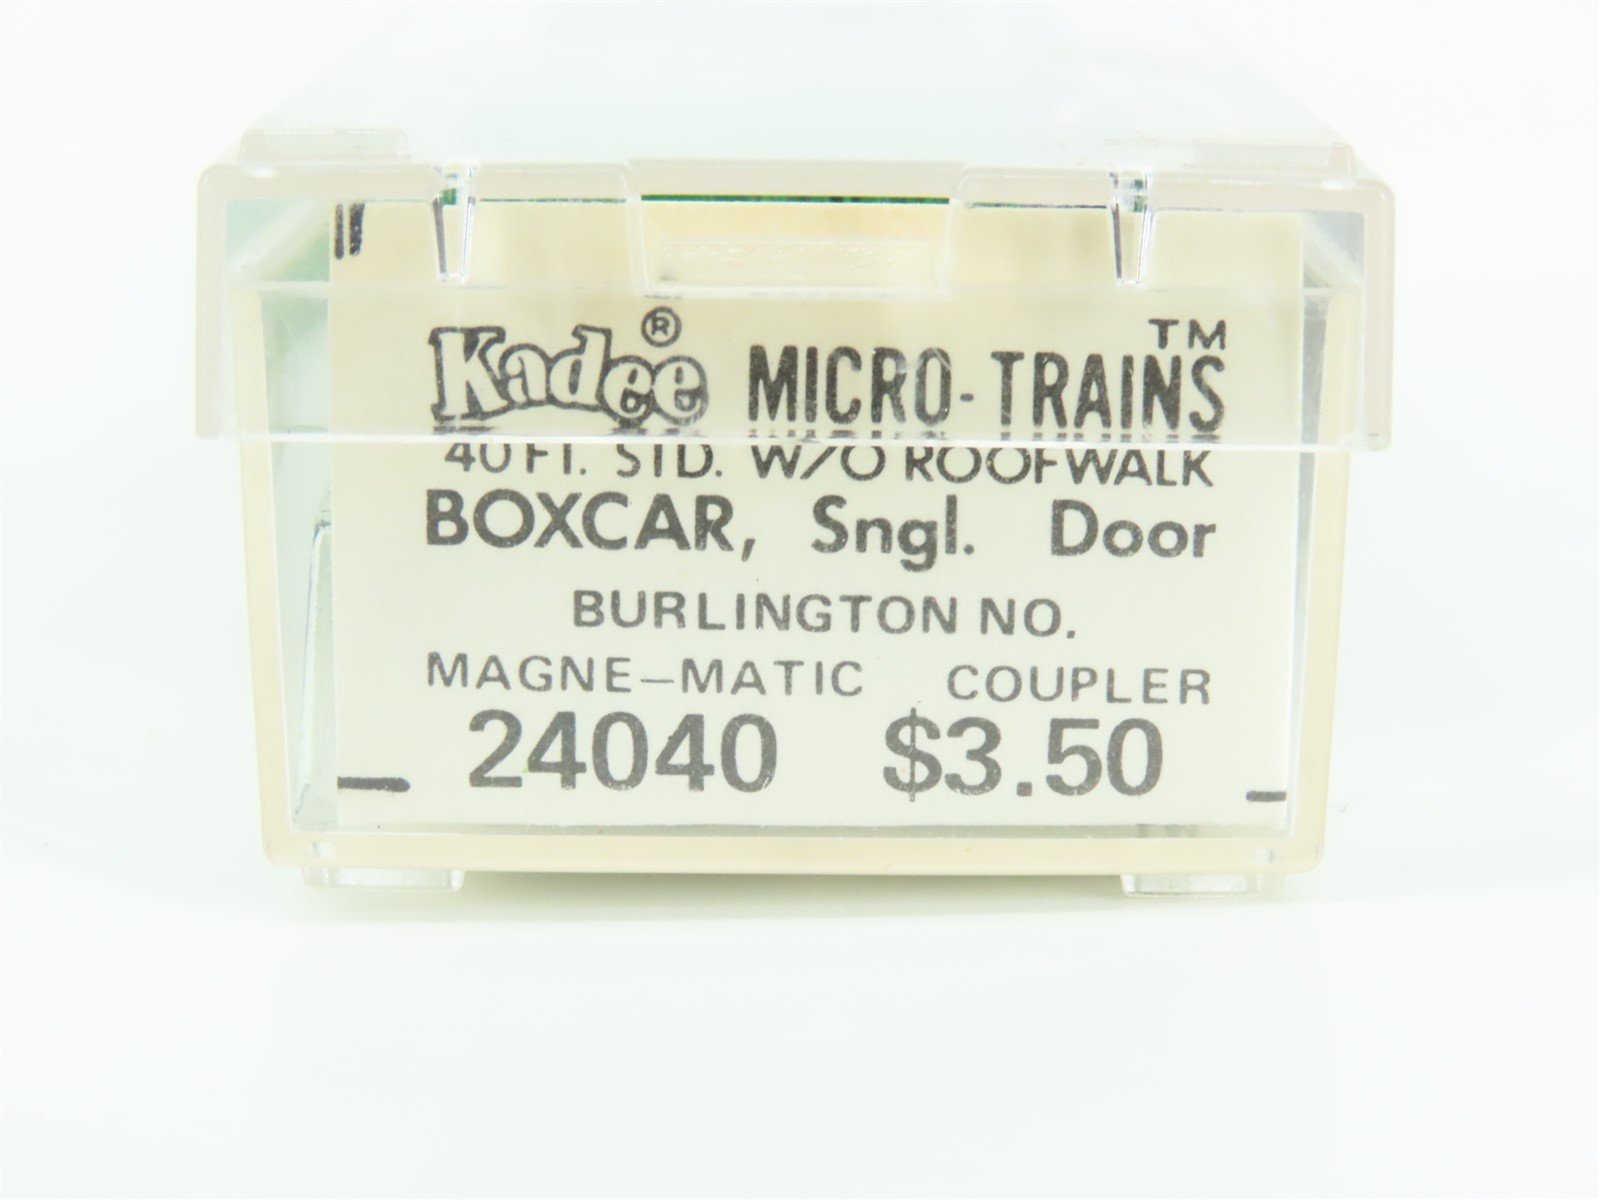 Kadee® MICRO-TRAINS™
40 FT. STD. W/O ROOFWALK
BOXCAR, Sngl. Door
BURLINGTON NO.
MAGNE-MATIC COUPLER
24040 $3.50